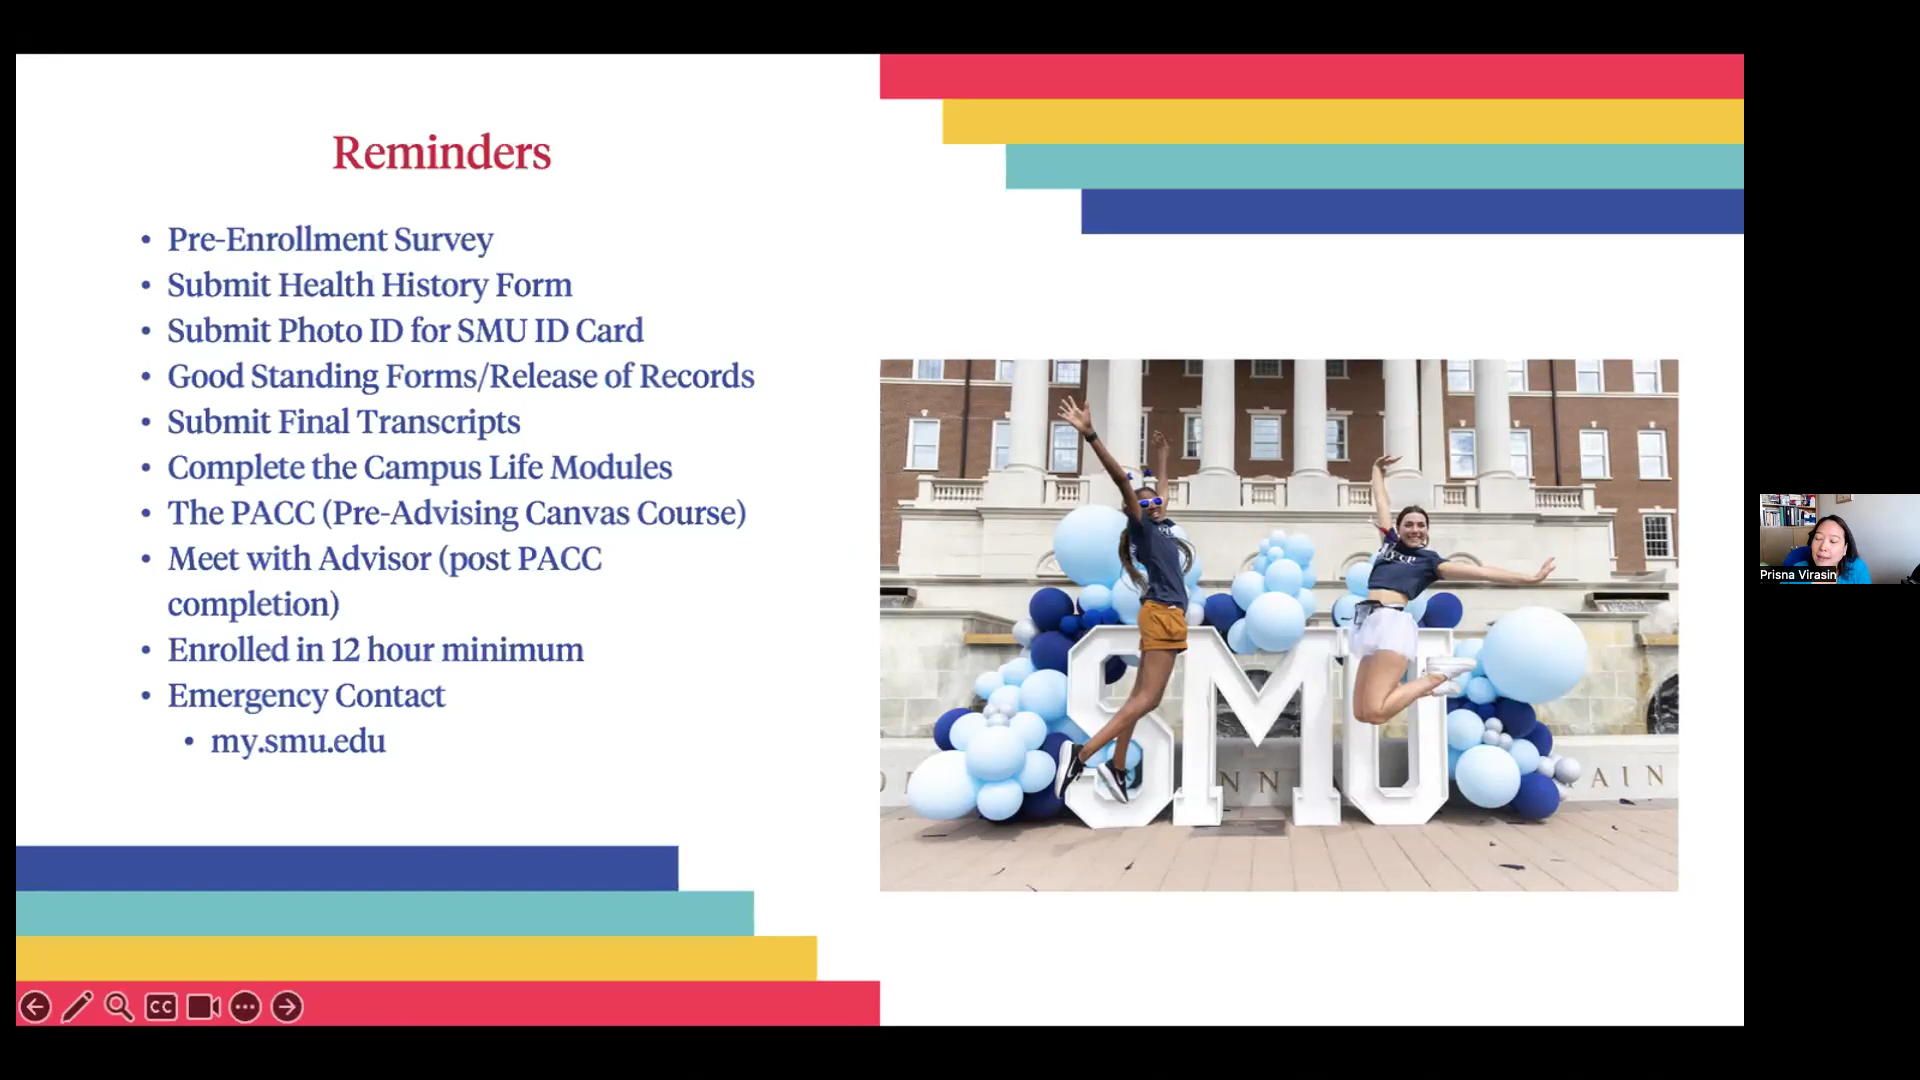 Reminders
• Pre-Enrollment Survey
• Submit Health History Form
• Submit Photo ID for SMU ID Card
• Good Standing Forms/Release of Records
• Submit Final Transcripts
• Complete the Campus Life Modules
• The PACC (Pre-Advising Canvas Course)
• Meet with Advisor (post PACC
completion)
• Enrolled in 12 hour minimum
• Emergency Contact
• my.smu.edu
SMU
AIN
CC
Prisna Virasin